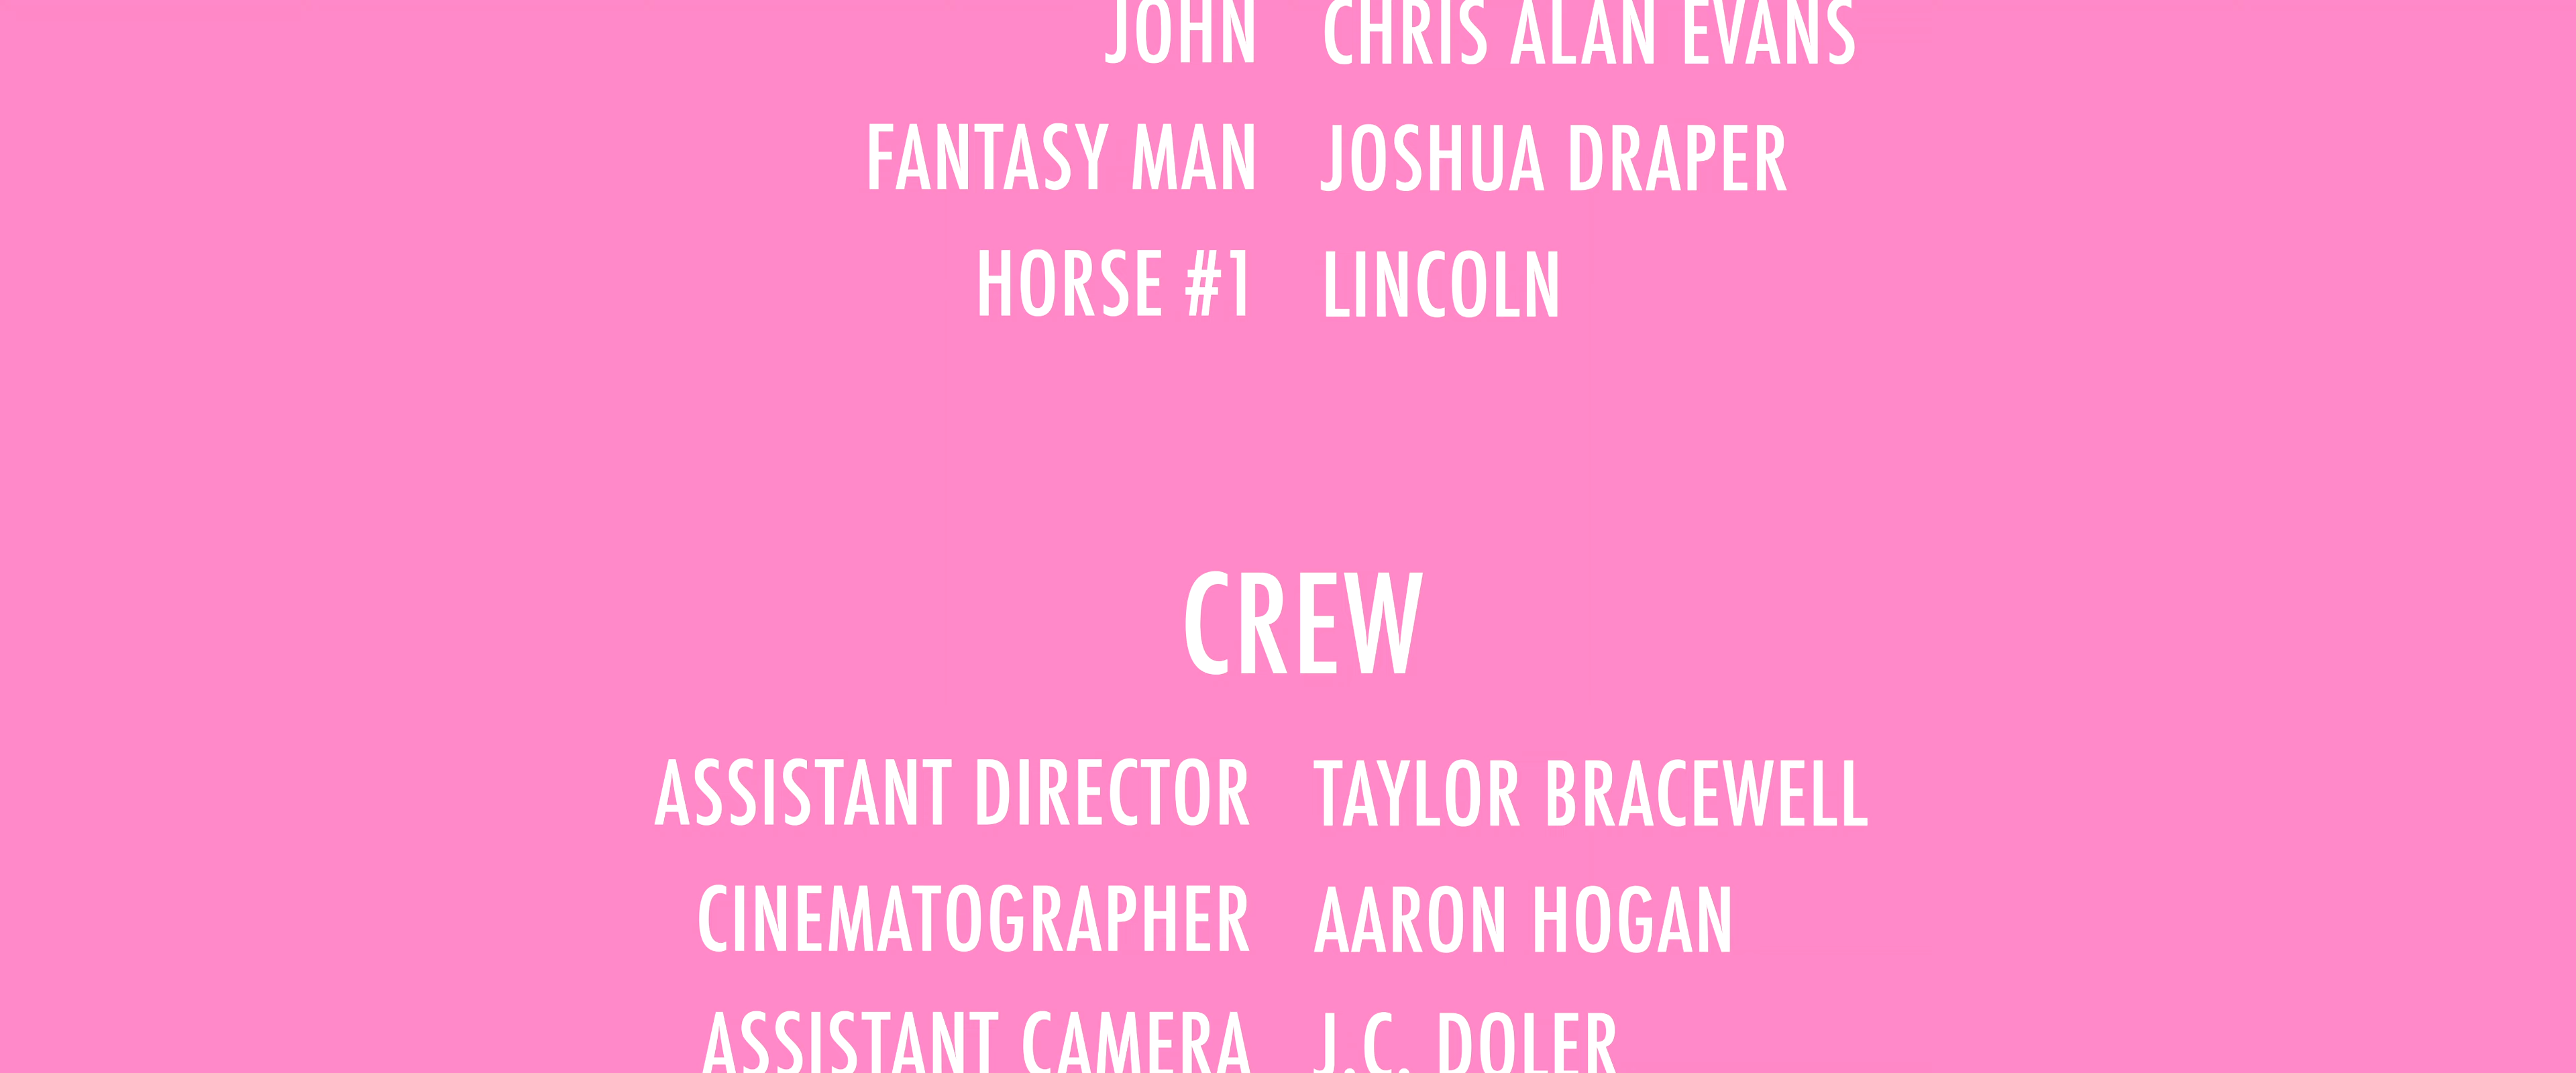 JOHN CHRIS ALAN EVANS
FANTASY MAN JOSHUA DRAPER
HORSE #1 LINCOLN
CREW
ASSISTANT DIRECTOR TAYLOR BRACEWELL
CINEMATOGRAPHER AARON HOGAN
ASSISTANT CAMERA J.C. DOLER